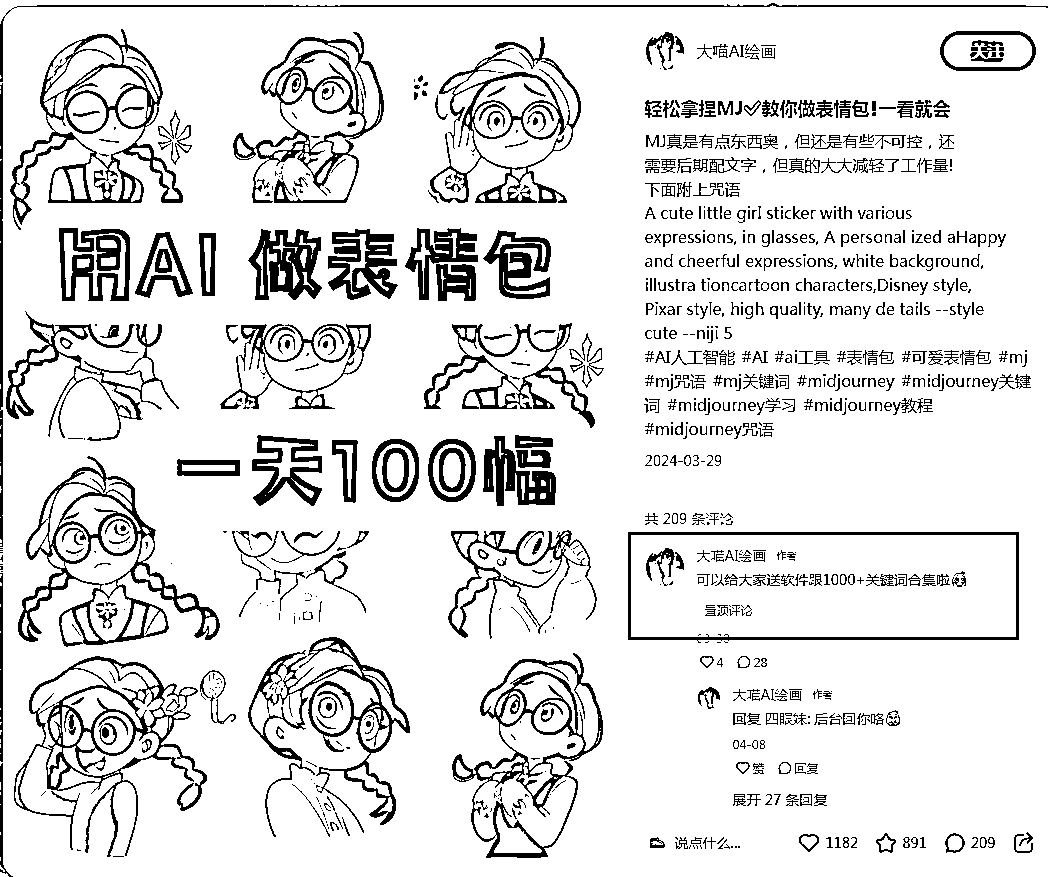 用AI 做表情包
一天100幅
大喵AI绘画
关注
轻松拿捏MJ✅教你做表情包!一看就会
MJ真是有点东西奥，但还是有些不可控，还
需要后期配文字，但真的大大减轻了工作量!
下面附上咒语
A cute little girl sticker with various
expressions, in glasses, A personal ized aHappy
and cheerful expressions, white background,
illustra tioncartoon characters,Disney style,
Pixar style, high quality, many de tails --style
cute --niji 5
#AI人工智能 #AI #ai工具 #表情包 #可爱表情包 #mj
#mj咒语 #mj关键词 #midjourney #midjourney关键
词 #midjourney学习 #midjourney教程
#midjourney咒语
2024-03-29
共 209 条评论
大喵AI绘画 作者
可以给大家送软件跟1000+关键词合集啦
置顶评论
4 28
大喵AI绘画 作者
回复 四眼妹: 后台回你咯
04-08
赞 回复
展开 27 条回复
说点什么... 1182 891 209